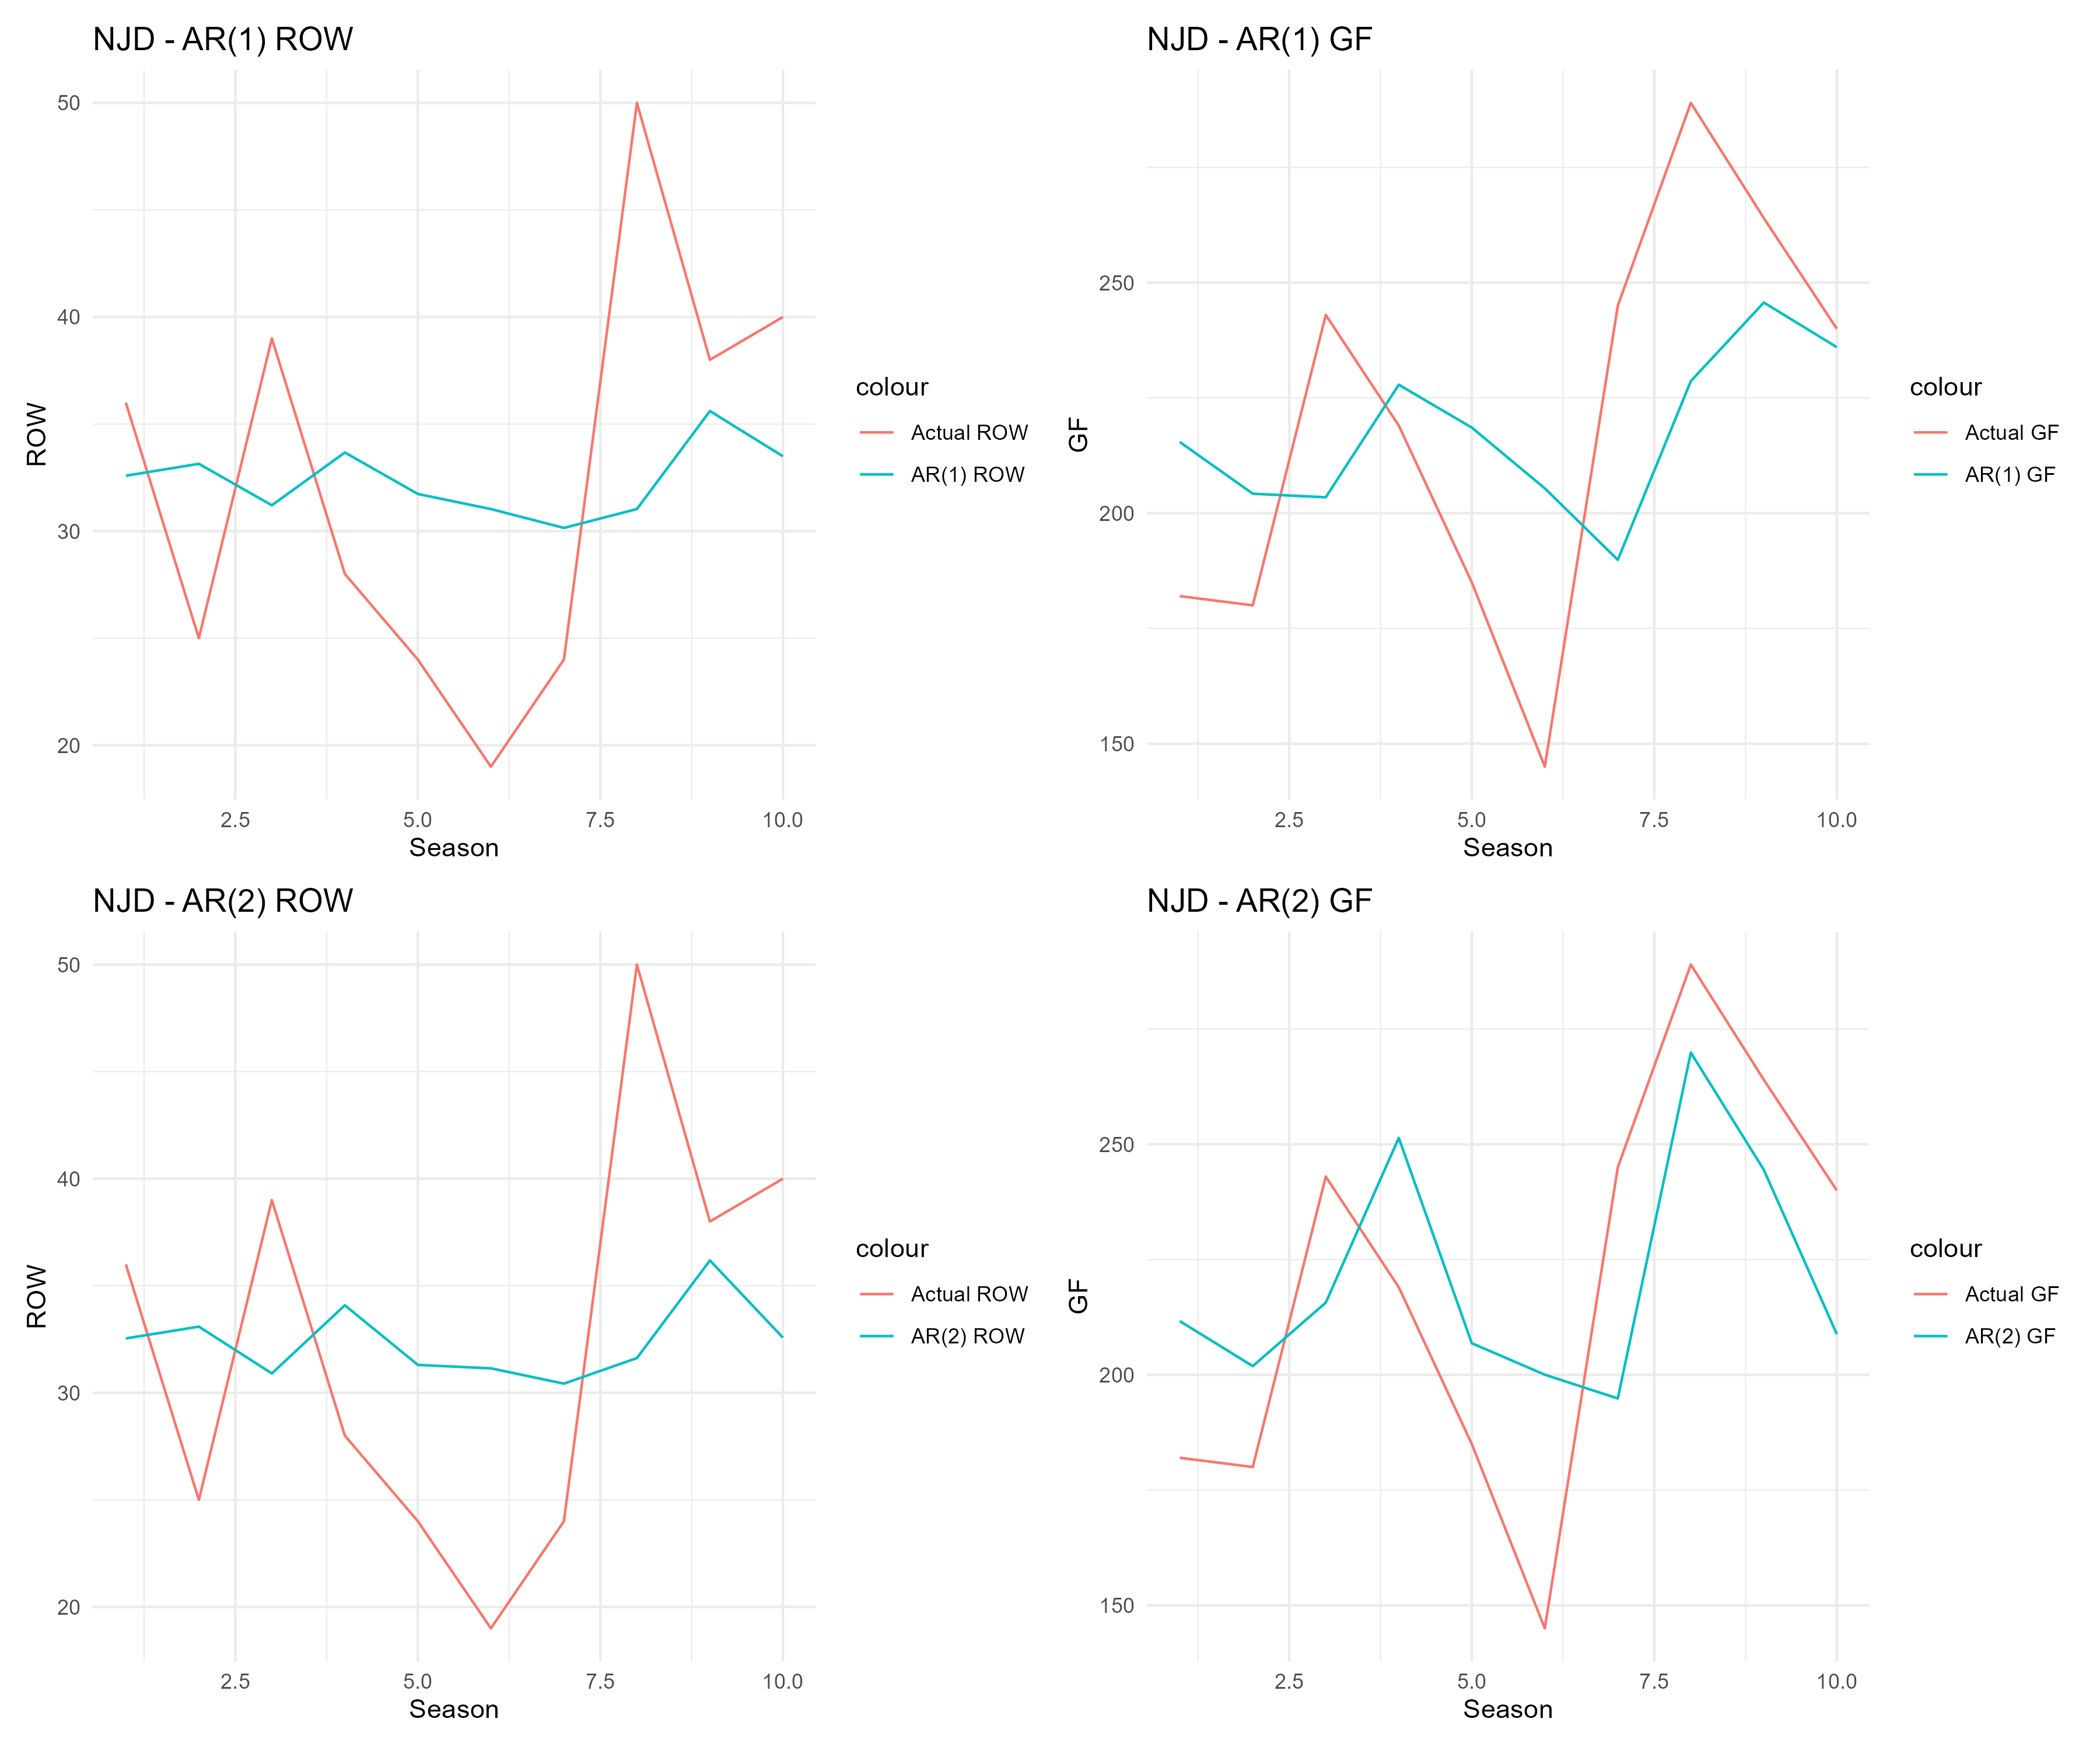 NJD - AR(1) ROW
50
40
30
20
ROW
2.5
5.0
7.5
10.0
Season
colour
Actual ROW
AR(1) ROW
NJD - AR(1) GF
250
200
150
GF
2.5
5.0
7.5
10.0
Season
colour
Actual GF
AR(1) GF
NJD - AR(2) ROW
50
40
30
20
ROW
2.5
5.0
7.5
10.0
Season
colour
Actual ROW
AR(2) ROW
NJD - AR(2) GF
250
200
150
GF
2.5
5.0
7.5
10.0
Season
colour
Actual GF
AR(2) GF